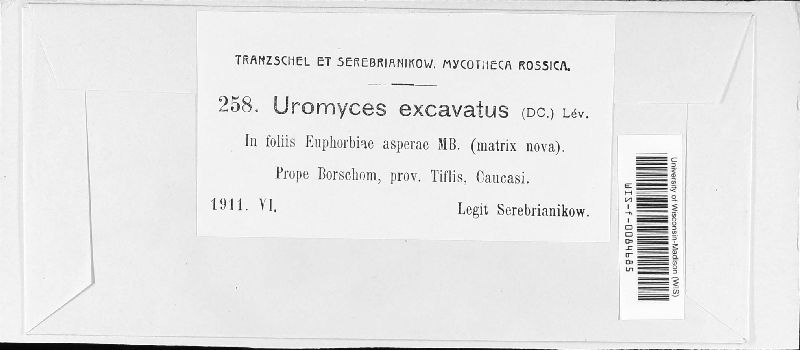 TRANZSCHEL ET SEREBRIANIKOW, MYCOTHECA ROSSICA.
258. Uromyces excavatus (DC.) Lév.
In foliis Euphorbiae asperae MB. (matrix nova).
Prope Borschom, prov. Tiflis, Caucasi.
1911. VI.
Legit Serebrianikow.
University of Wisconsin-Madison (WIS)
WIS-f-0084485